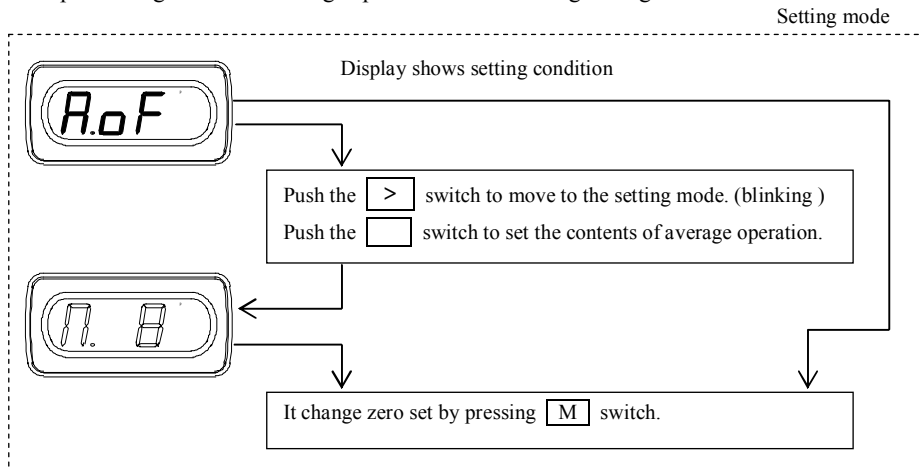 Setting mode
Display shows setting condition
A.oF
Push the > switch to move to the setting mode. (blinking )
Push the switch to set the contents of average operation.
It change zero set by pressing M switch.